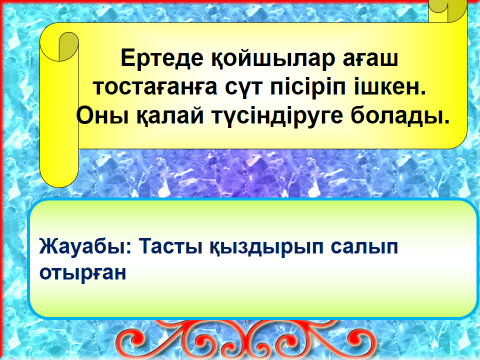 Ертеде қойшылар ағаш
тостағанға сүт пісіріп ішкен.
Оны қалай түсіндіруге болады.
Жауабы: Тасты қыздырып салып
отырған